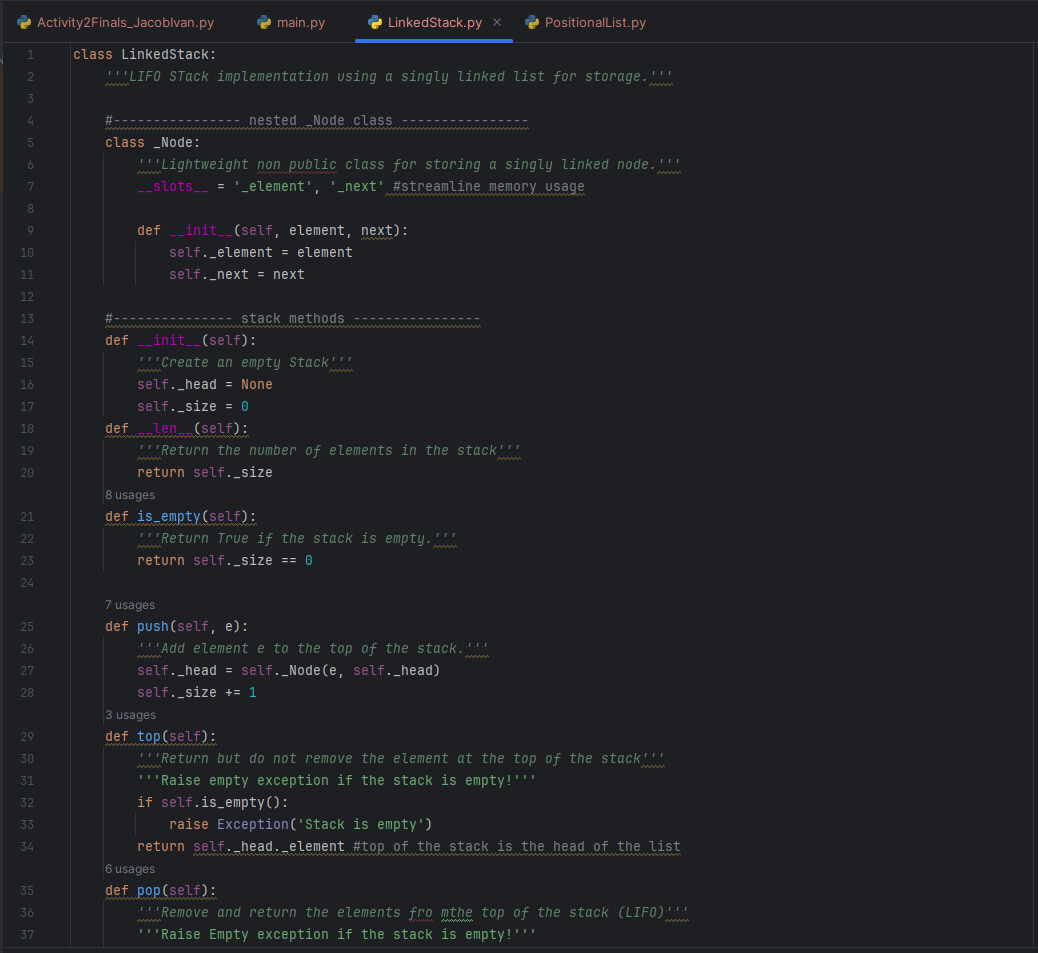 Activity2Finals_JacobIvan.py main.py LinkedStack.py PositionalList.py
1 class LinkedStack:
2     '''LIFO STack implementation using a singly linked list for storage.'''
3
4     #---------------- nested _Node class ----------------
5     class _Node:
6         '''Lightweight non public class for storing a singly linked node.'''
7         __slots__ = '_element', '_next' #streamline memory usage
8
9         def __init__(self, element, next):
10             self._element = element
11             self._next = next
12
13     #--------------- stack methods ----------------
14     def __init__(self):
15         '''Create an empty Stack'''
16         self._head = None
17         self._size = 0
18     def __len__(self):
19         '''Return the number of elements in the stack'''
20         return self._size
8 usages
21     def is_empty(self):
22         '''Return True if the stack is empty.'''
23         return self._size == 0
24
7 usages
25     def push(self, e):
26         '''Add element e to the top of the stack.'''
27         self._head = self._Node(e, self._head)
28         self._size += 1
3 usages
29     def top(self):
30         '''Return but do not remove the element at the top of the stack'''
31         '''Raise empty exception if the stack is empty!'''
32         if self.is_empty():
33             raise Exception('Stack is empty')
34         return self._head._element #top of the stack is the head of the list
6 usages
35     def pop(self):
36         '''Remove and return the elements fro mthe top of the stack (LIFO)'''
37         '''Raise Empty exception if the stack is empty!'''